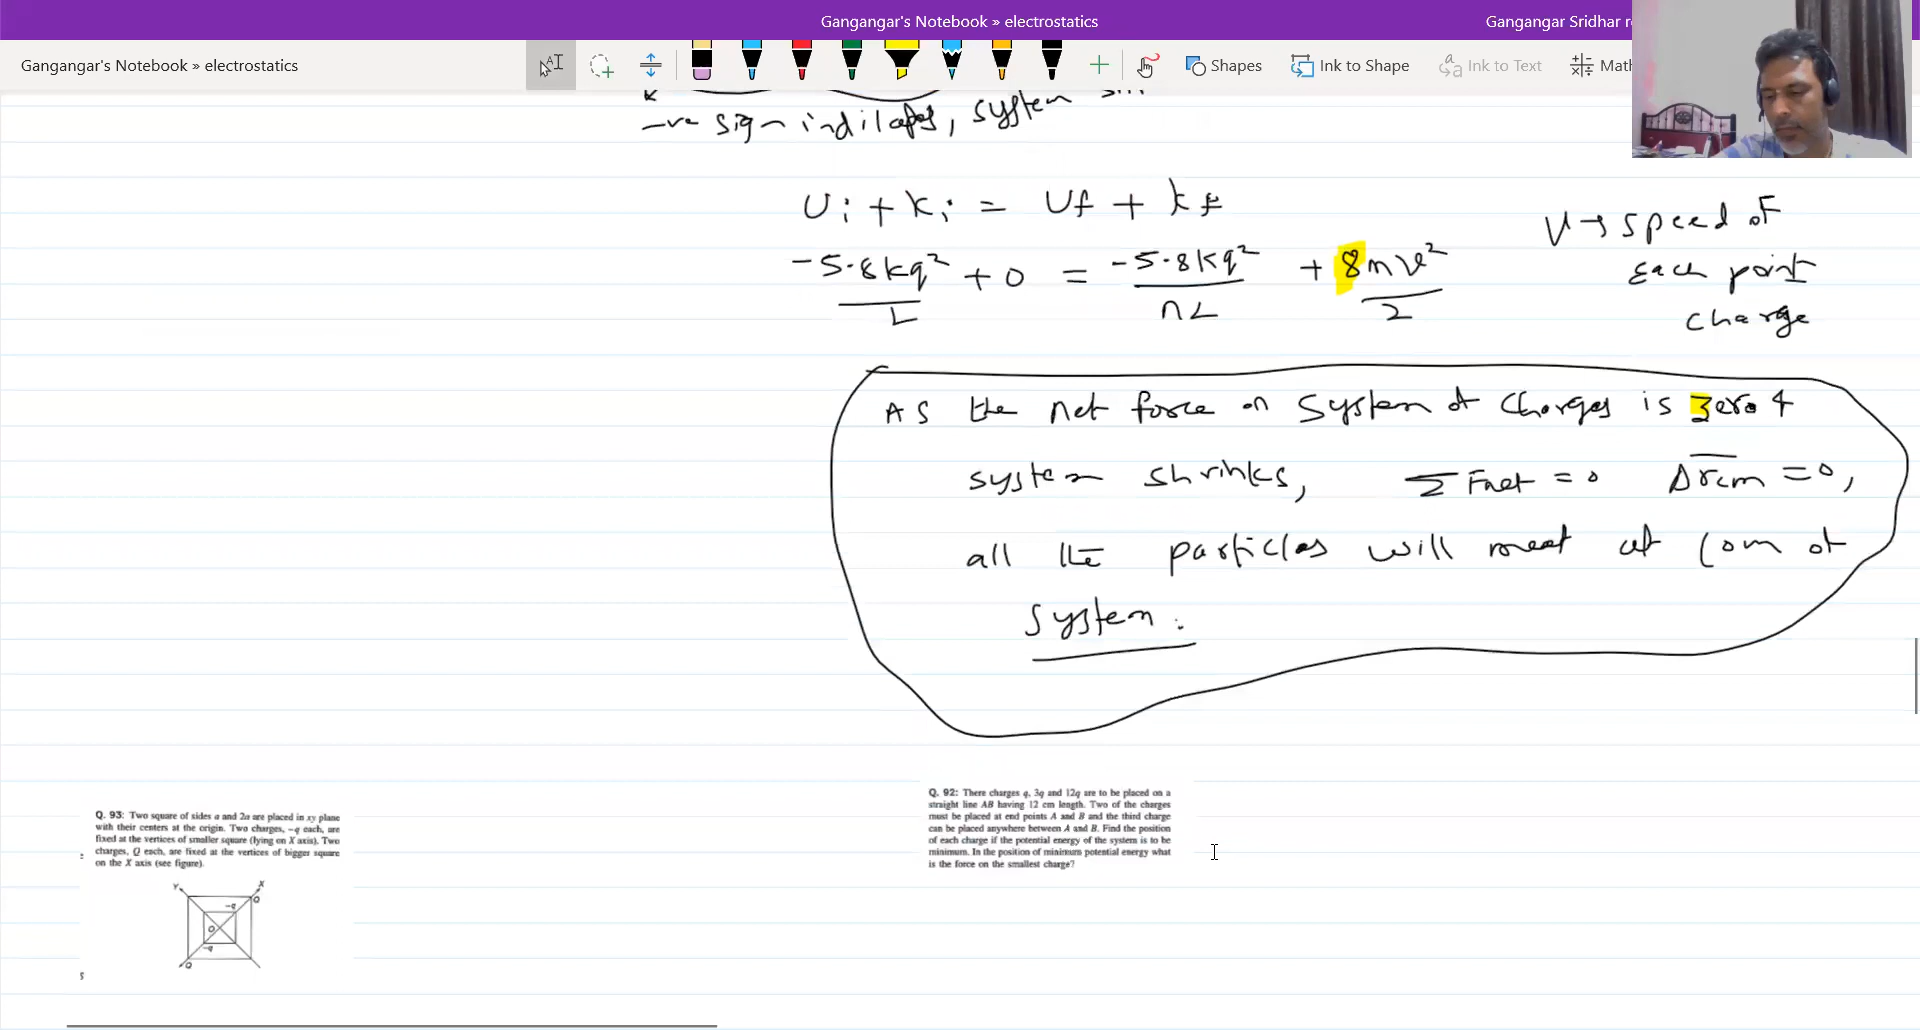 Gangangar's Notebook » electrostatics
Gangangar Sridhar
Gangangar's Notebook » electrostatics
Shapes
Ink to Shape
Ink to Text
Math
-ve sign indicates, system
Ui + Ki = Uf + kf
-5.8kq²/L + 0 = -5.8Kq²/nL + 8mv²/2
V → speed of
each point
charge
As the net force on system of charges is zero &
system shrinks, Σ Fnet = 0 Δrcm = 0,
all the particles will meet at com of
system.
Q. 92: There charges q, 3q and 12q are to be placed on a
straight line AB having 12 cm length. Two of the charges
must be placed at end points A and B and the third charge
can be placed anywhere between A and B. Find the position
of each charge if the potential energy of the system is to be
minimum. In the position of minimum potential energy what
is the force on the smallest charge?
Q. 93: Two square of sides a and 2a are placed in xy plane
with their centers at the origin. Two charges, –q each, are
fixed at the vertices of smaller square (lying on X axis). Two
charges, Q each, are fixed at the vertices of bigger square
on the X axis (see figure).
Y X
Q
-q
O
-q
Q